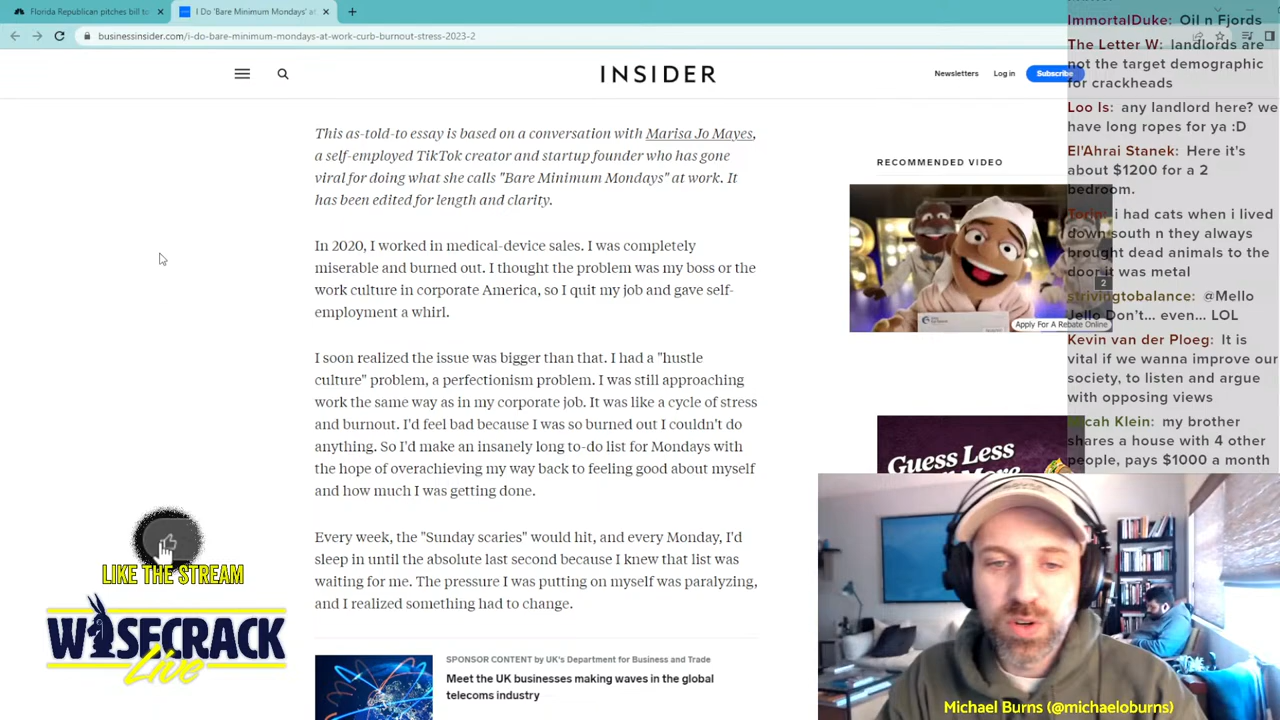 Florida Republican pitches bill to
I Do 'Bare Minimum Mondays' a
businessinsider.com/i-do-bare-minimum-mondays-at-work-curb-burnout-stress-2023-2
INSIDER
Newsletters
Log in
Subscribe
This as-told-to essay is based on a conversation with Marisa Jo Mayes,
a self-employed TikTok creator and startup founder who has gone
viral for doing what she calls "Bare Minimum Mondays" at work. It
has been edited for length and clarity.
In 2020, I worked in medical-device sales. I was completely
miserable and burned out. I thought the problem was my boss or the
work culture in corporate America, so I quit my job and gave self-
employment a whirl.
I soon realized the issue was bigger than that. I had a "hustle
culture" problem, a perfectionism problem. I was still approaching
work the same way as in my corporate job. It was like a cycle of stress
and burnout. I'd feel bad because I was so burned out I couldn't do
anything. So I'd make an insanely long to-do list for Mondays with
the hope of overachieving my way back to feeling good about myself
and how much I was getting done.
Every week, the "Sunday scaries" would hit, and every Monday, I'd
sleep in until the absolute last second because I knew that list was
waiting for me. The pressure I was putting on myself was paralyzing,
and I realized something had to change.
SPONSOR CONTENT by UK's Department for Business and Trade
Meet the UK businesses making waves in the global
telecoms industry
RECOMMENDED VIDEO
2
Apply For A Rebate Online
Guess Less
ImmortalDuke: Oil n Fjords
The Letter W: landlords are
not the target demographic
for crackheads
Loo Is: any landlord here? we
have long ropes for ya :D
El'Ahrai Stanek: Here it's
about $1200 for a 2
bedroom.
Torin: i had cats when i lived
down south n they always
brought dead animals to the
door it was metal
strivingtobalance: @Mello
Jello Don't... even... LOL
Kevin van der Ploeg: It is
vital if we wanna improve our
society, to listen and argue
with opposing views
Micah Klein: my brother
shares a house with 4 other
people, pays $1000 a month
LIKE THE STREAM
WISECRACK
Live
Michael Burns (@michaeloburns)